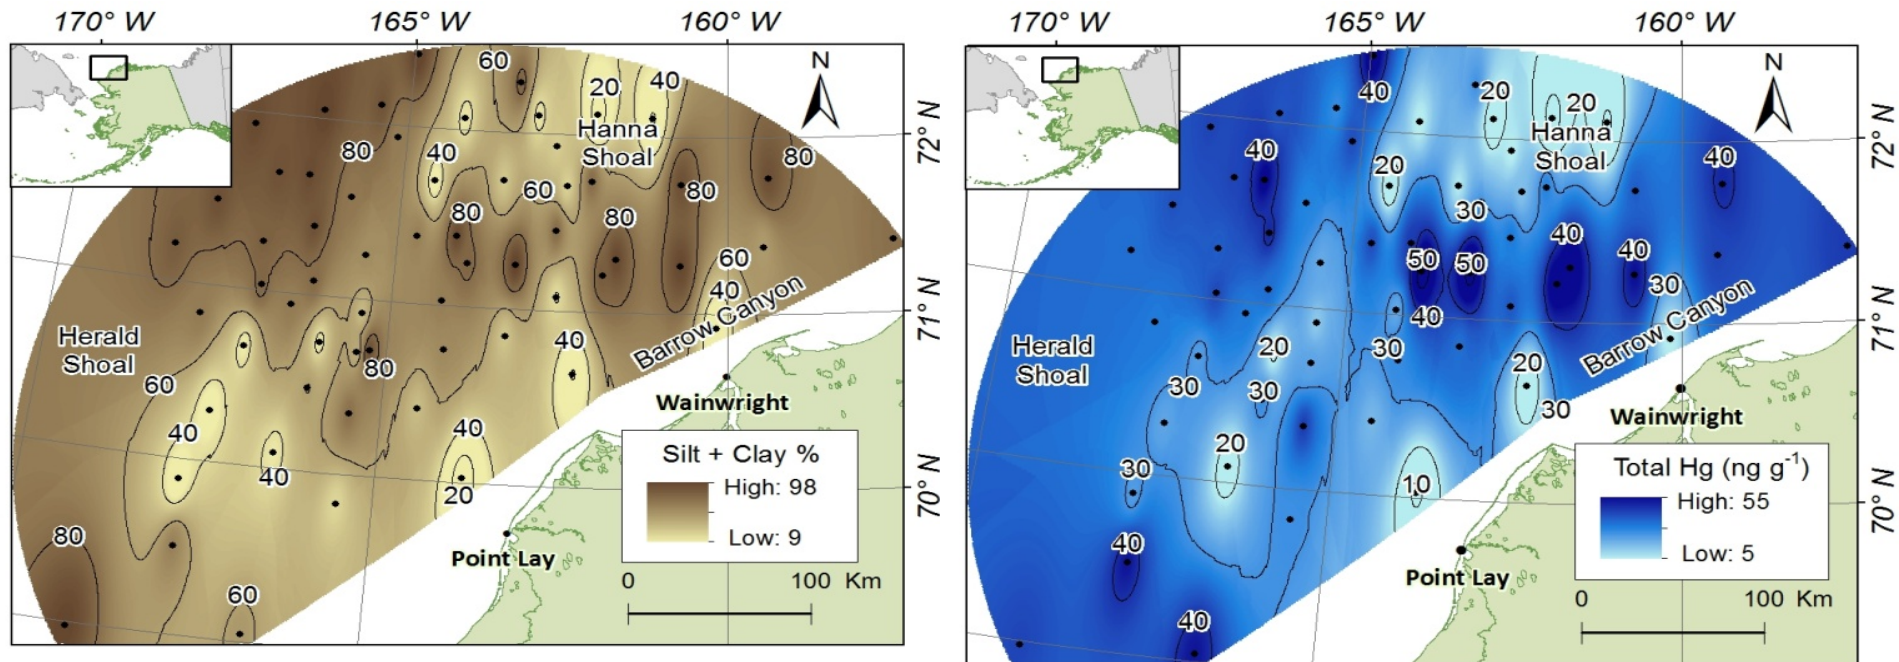 170° W
165° W
160° W
N
60
20
40
Hanna
Shoal
80
40
80
60
80
80
80
72° N
60
40
Barrow Canyon
71° N
Herald
Shoal
80
40
60
40
40
40
20
80
60
Wainwright
Point Lay
70° N
Silt + Clay %
High: 98
Low: 9
0 100 Km
170° W
165° W
160° W
N
40
20
20
Hanna
Shoal
40
20
40
30
40
50
50
40
30
72° N
40
Barrow Canyon
71° N
Herald
Shoal
20
30
30
30
20
30
20
30
10
40
40
Wainwright
Point Lay
70° N
Total Hg (ng g⁻¹)
High: 55
Low: 5
0 100 Km